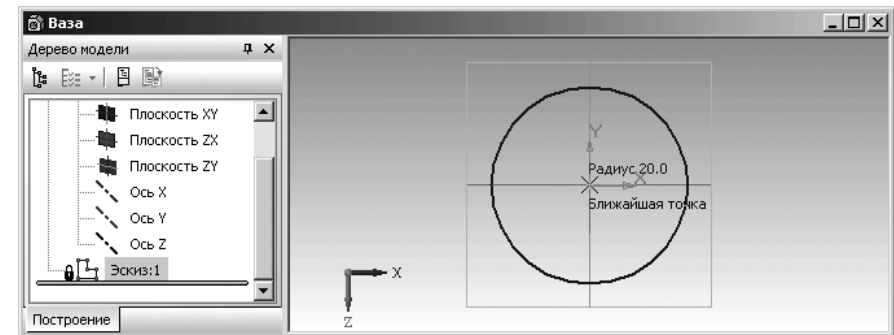 Ваза
Дерево модели
Плоскость XY
Плоскость ZX
Плоскость ZY
Ось X
Ось Y
Ось Z
Эскиз:1
Построение
Y
Радиус 20.0
X
Ближайшая точка
X
Z